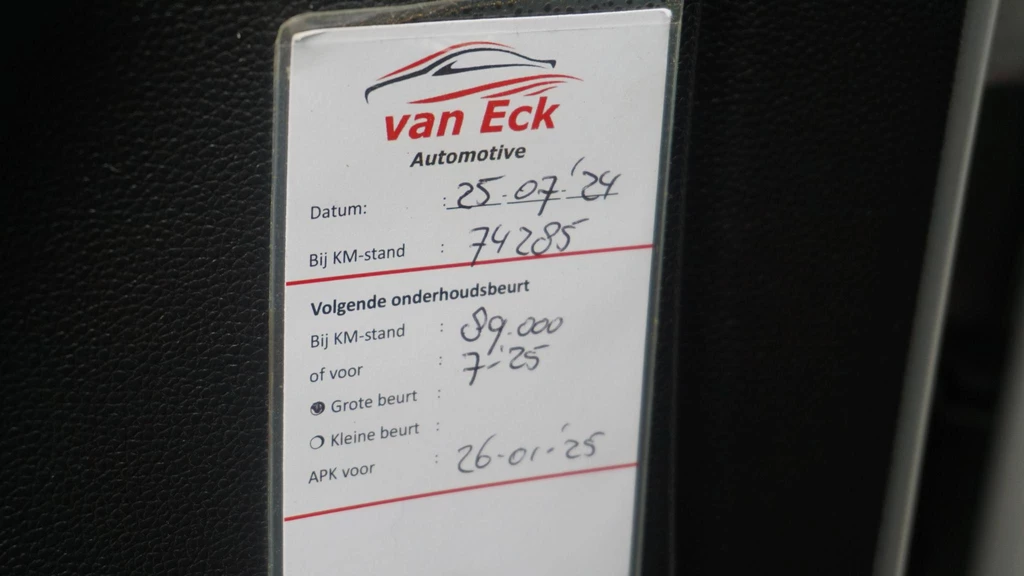 van Eck
Automotive
Datum: : 25-07-'24
Bij KM-stand : 74285
Volgende onderhoudsbeurt
Bij KM-stand : 89.000
of voor : 7-'25
Grote beurt :
Kleine beurt :
APK voor : 26-01-'25